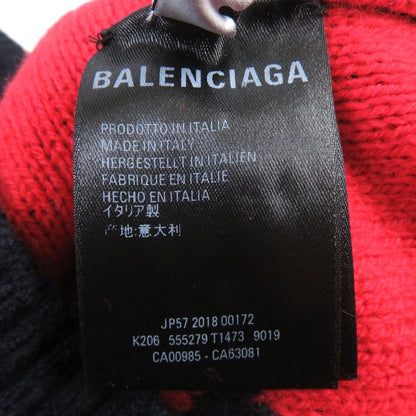 BALENCIAGA
PRODOTTO IN ITALIA
MADE IN ITALY
HERGESTELLT IN ITALIEN
FABRIQUE EN ITALIE
HECHO EN ITALIA
イタリア製
产地:意大利
JP57 2018 00172
K206 555279 T1473 9019
CA00985 - CA63081